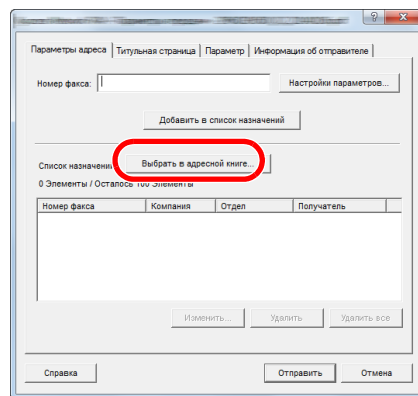 Параметры адреса Титульная страница Параметр Информация об отправителе
Номер факса: Настройки параметров...
Добавить в список назначений
Список назначени Выбрать в адресной книге...
0 Элементы / Осталось 100 Элементы
Номер факса Компания Отдел Получатель
Изменить... Удалить Удалить все
Справка Отправить Отмена